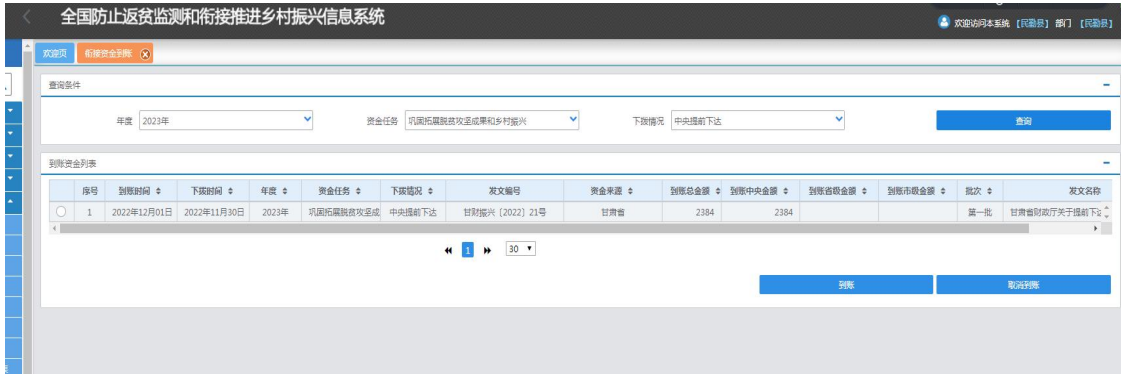 全国防止返贫监测和衔接推进乡村振兴信息系统
欢迎访问本系统 【民勤县】 部门 【民勤县】
欢迎页 衔接资金到账
查询条件
年度 2023年 资金任务 巩固拓展脱贫攻坚成果和乡村振兴 下拨情况 中央提前下达 查询
到账资金列表
序号 到账时间 下拨时间 年度 资金任务 下拨情况 发文编号 资金来源 到账总金额 到账中央金额 到账省级金额 到账市级金额 批次 发文名称
1 2022年12月01日 2022年11月30日 2023年 巩固拓展脱贫攻坚成 中央提前下达 甘财振兴〔2022〕21号 甘肃省 2384 2384 第一批 甘肃省财政厅关于提前下达
1 30
到账 取消到账